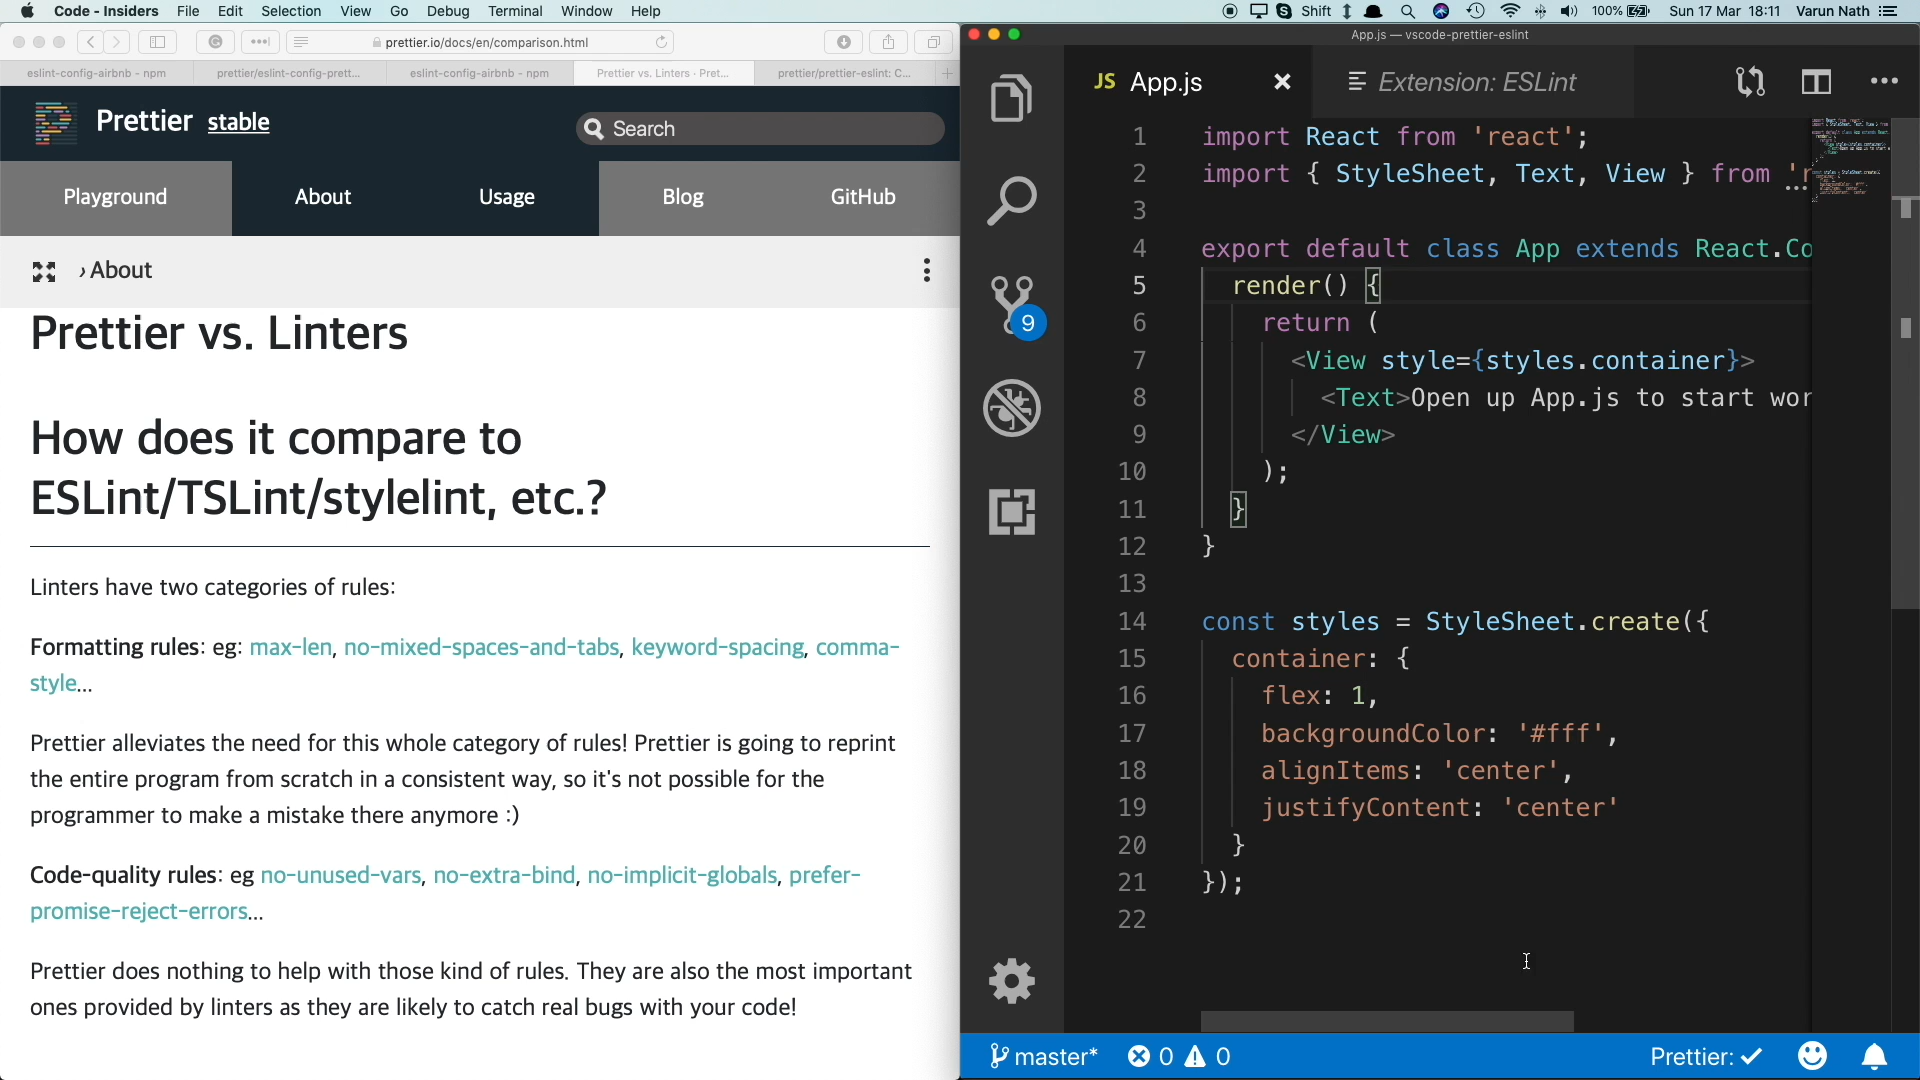 Code - Insiders File Edit Selection View Go Debug Terminal Window Help
Shift 100% Sun 17 Mar 18:11 Varun Nath
prettier.io/docs/en/comparison.html
eslint-config-airbnb - npm
prettier/eslint-config-prett...
eslint-config-airbnb - npm
Prettier vs. Linters · Pret...
prettier/prettier-eslint: C...
Prettier stable
Search
Playground About Usage Blog GitHub
› About
Prettier vs. Linters
How does it compare to
ESLint/TSLint/stylelint, etc.?
Linters have two categories of rules:
Formatting rules: eg: max-len, no-mixed-spaces-and-tabs, keyword-spacing, comma-
style...
Prettier alleviates the need for this whole category of rules! Prettier is going to reprint
the entire program from scratch in a consistent way, so it's not possible for the
programmer to make a mistake there anymore :)
Code-quality rules: eg no-unused-vars, no-extra-bind, no-implicit-globals, prefer-
promise-reject-errors...
Prettier does nothing to help with those kind of rules. They are also the most important
ones provided by linters as they are likely to catch real bugs with your code!
App.js — vscode-prettier-eslint
JS App.js
Extension: ESLint
9
1 import React from 'react';
2 import { StyleSheet, Text, View } from 'r
3
4 export default class App extends React.Co
5 render() {
6 return (
7 <View style={styles.container}>
8 <Text>Open up App.js to start wor
9 </View>
10 );
11 }
12 }
13
14 const styles = StyleSheet.create({
15 container: {
16 flex: 1,
17 backgroundColor: '#fff',
18 alignItems: 'center',
19 justifyContent: 'center'
20 }
21 });
22
master* 0 0 Prettier: ✓